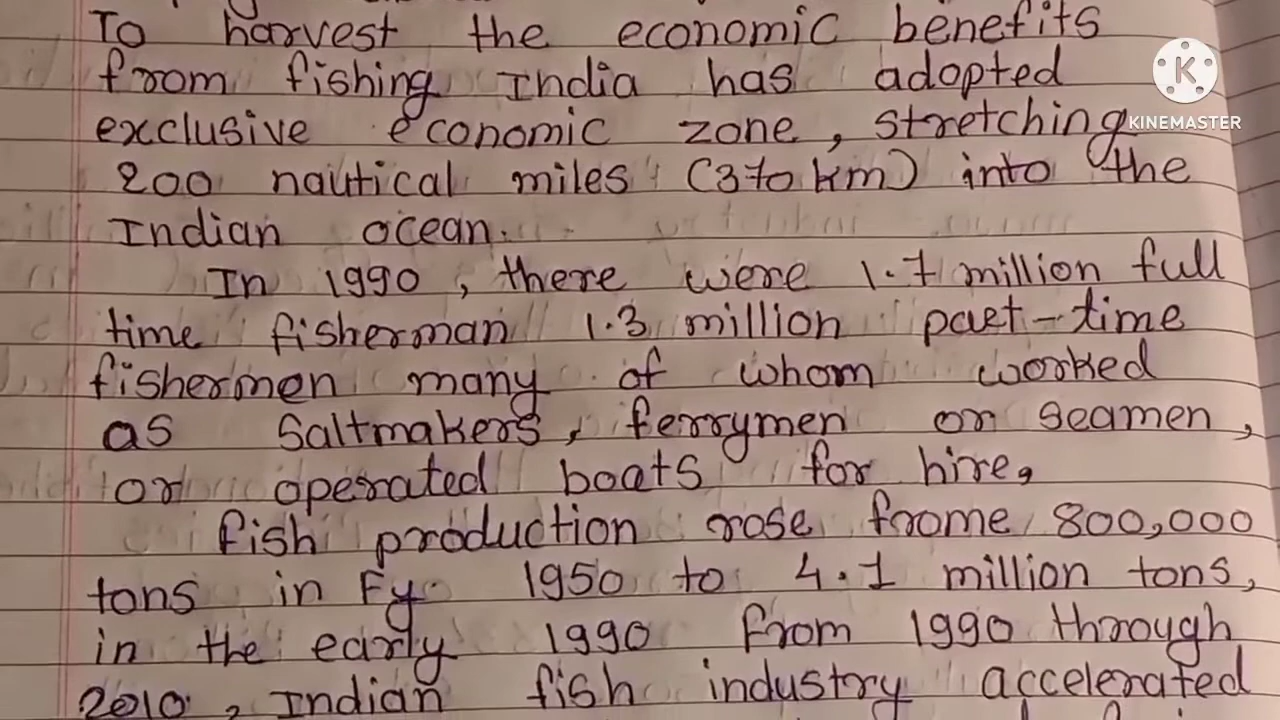 To harvest the economic benefits
from fishing India has adopted
exclusive economic zone, stretching
200 nautical miles (370 km) into the
Indian ocean.
In 1990, there were 1.7 million full
time fisherman 1.3 million part-time
fishermen many of whom worked
as Saltmakers, ferrymen or seamen,
or operated boats for hire,
fish production rose frome 800,000
tons in Fy 1950 to 4.1 million tons,
in the early 1990 from 1990 through
2010, Indian fish industry accelerated
K
KINEMASTER